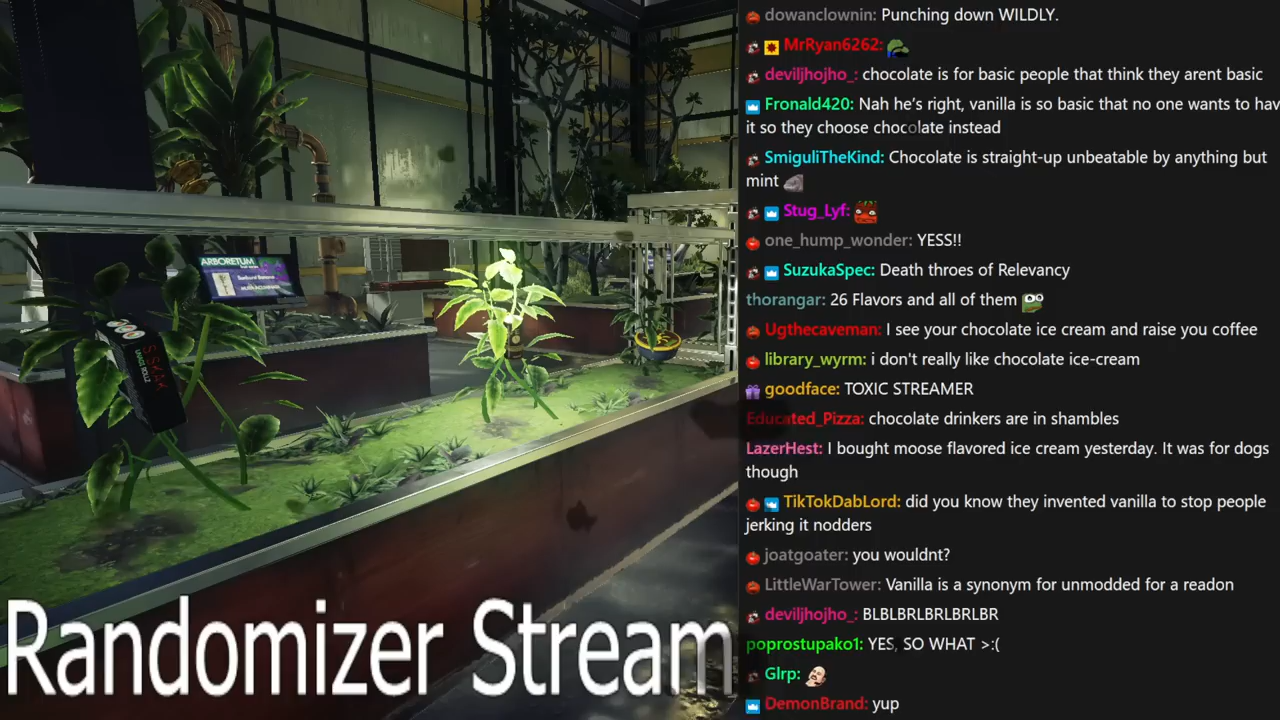 dowanclownin: Punching down WILDLY.
MrRyan6262:
deviljhojho_: chocolate is for basic people that think they arent basic
Fronald420: Nah he's right, vanilla is so basic that no one wants to hav
it so they choose chocolate instead
SmiguliTheKind: Chocolate is straight-up unbeatable by anything but
mint
Stug_Lyf:
one_hump_wonder: YES!!
SuzukaSpec: Death throes of Relevancy
thorangar: 26 Flavors and all of them
Ugthecaveman: I see your chocolate ice cream and raise you coffee
library_wyrm: i don't really like chocolate ice-cream
goodface: TOXIC STREAMER
Educated_Pizza: chocolate drinkers are in shambles
LazerHest: I bought moose flavored ice cream yesterday. It was for dogs
though
TikTokDabLord: did you know they invented vanilla to stop people
jerking it nodders
joatgoater: you wouldnt?
LittleWarTower: Vanilla is a synonym for unmodded for a readon
deviljhojho_: BLBLBRLBRLBRLBR
poprostupako1: YES, SO WHAT >:(
Glrp:
DemonBrand: yup
ARBORETUM
Randomizer Stream